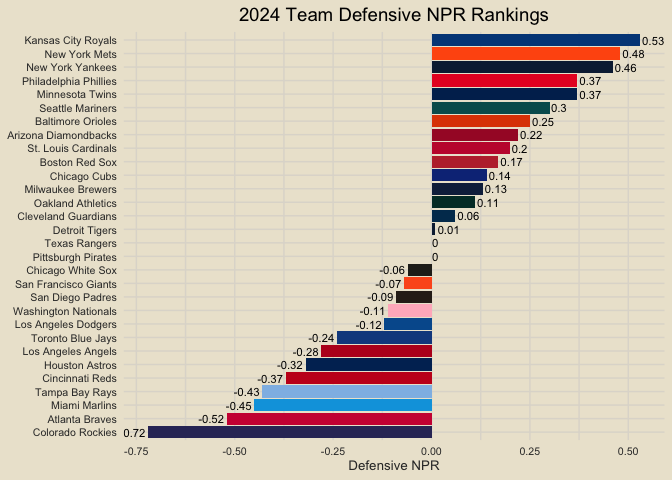 2024 Team Defensive NPR Rankings
Kansas City Royals 0.53
New York Mets 0.48
New York Yankees 0.46
Philadelphia Phillies 0.37
Minnesota Twins 0.37
Seattle Mariners 0.3
Baltimore Orioles 0.25
Arizona Diamondbacks 0.22
St. Louis Cardinals 0.2
Boston Red Sox 0.17
Chicago Cubs 0.14
Milwaukee Brewers 0.13
Oakland Athletics 0.11
Cleveland Guardians 0.06
Detroit Tigers 0.01
Texas Rangers 0
Pittsburgh Pirates 0
Chicago White Sox -0.06
San Francisco Giants -0.07
San Diego Padres -0.09
Washington Nationals -0.11
Los Angeles Dodgers -0.12
Toronto Blue Jays -0.24
Los Angeles Angels -0.28
Houston Astros -0.32
Cincinnati Reds -0.37
Tampa Bay Rays -0.43
Miami Marlins -0.45
Atlanta Braves -0.52
Colorado Rockies 0.72
-0.75 -0.50 -0.25 0.00 0.25 0.50
Defensive NPR